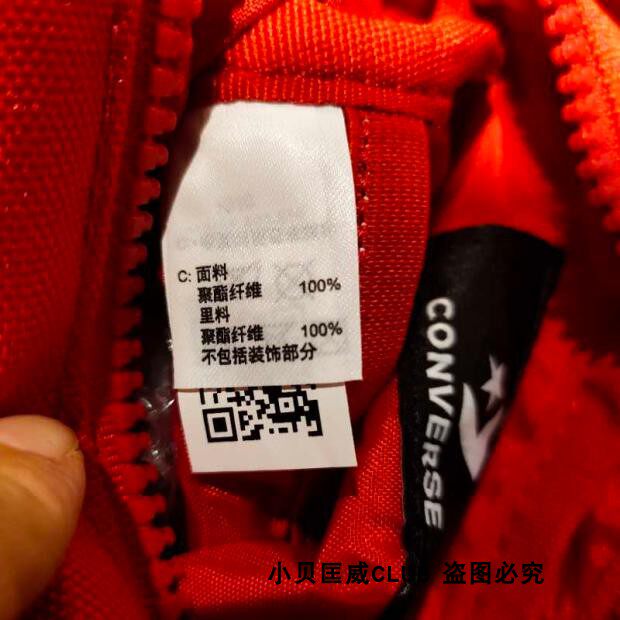 C: 面料
聚酯纤维 100%
里料
聚酯纤维 100%
不包括装饰部分
CONVERSE
小贝匡威CLUB 盗图必究